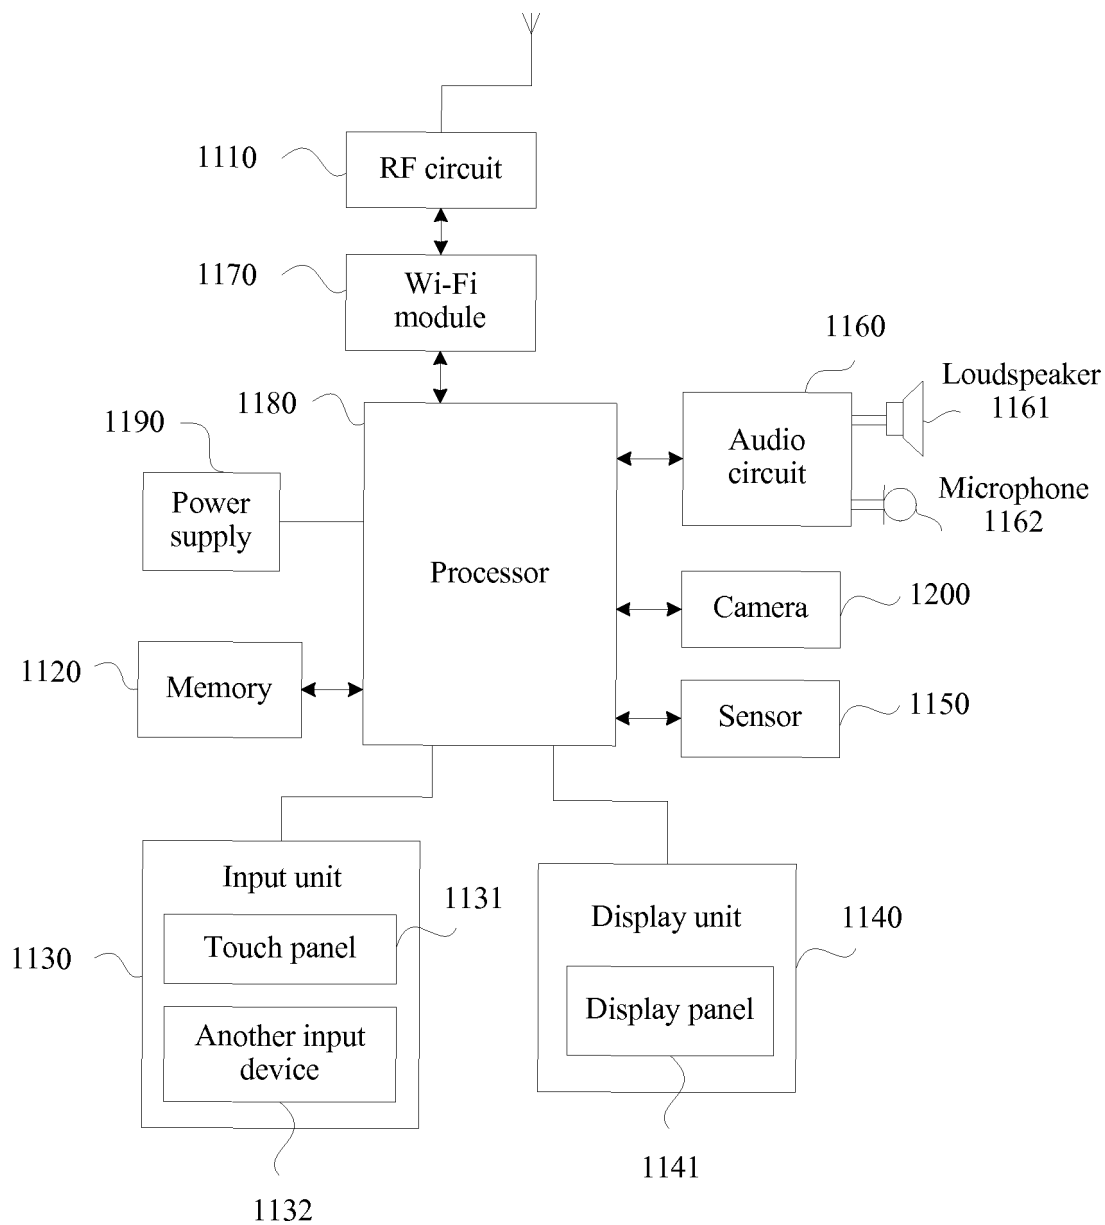 1110
RF circuit
1170
Wi-Fi
module
1160
Loudspeaker
1161
1180
1190
Audio
circuit
Power
supply
Microphone
1162
Processor
Camera
1200
1120
Memory
Sensor
1150
Input unit
1131
Touch panel
1130
Another input
device
1132
Display unit
1140
Display panel
1141